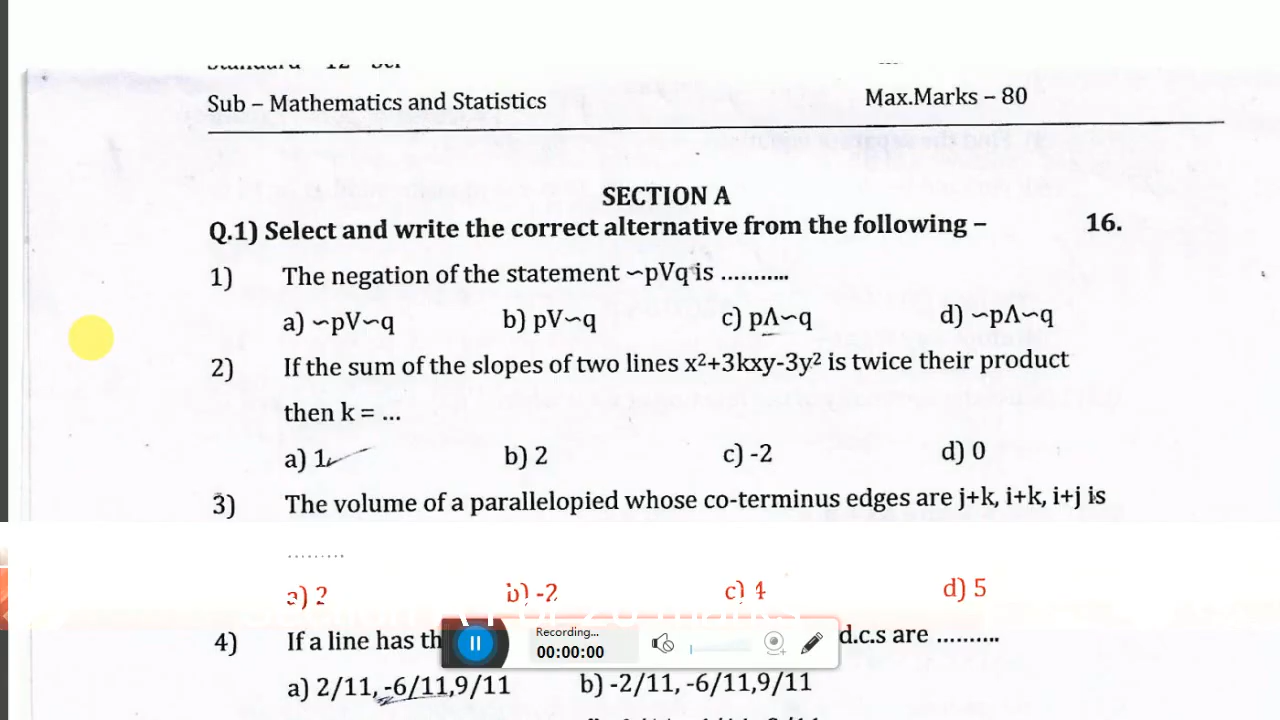 Sub – Mathematics and Statistics Max.Marks – 80
SECTION A
Q.1) Select and write the correct alternative from the following – 16.
1) The negation of the statement ∽pVq is ...........
a) ∽pV∽q b) pV∽q c) pΛ∽q d) ∽pΛ∽q
2) If the sum of the slopes of two lines x²+3kxy-3y² is twice their product
then k = ...
a) 1 b) 2 c) -2 d) 0
3) The volume of a parallelopied whose co-terminus edges are j+k, i+k, i+j is
.........
a) 2 b) -2 c) 4 d) 5
4) If a line has th d.c.s are ..........
Recording...
00:00:00
a) 2/11, -6/11,9/11 b) -2/11, -6/11,9/11